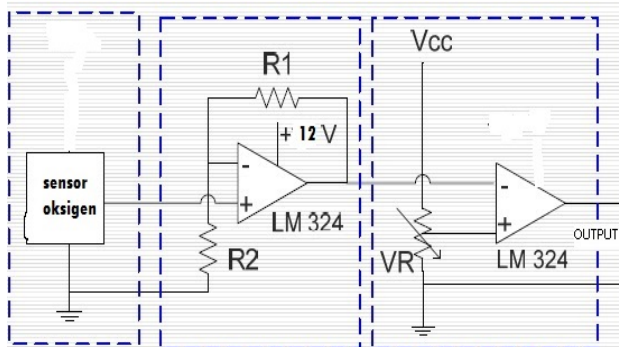 Vcc
R1
+ 12 V
sensor
oksigen
-
+
LM 324
R2
-
+
VR
LM 324
OUTPUT